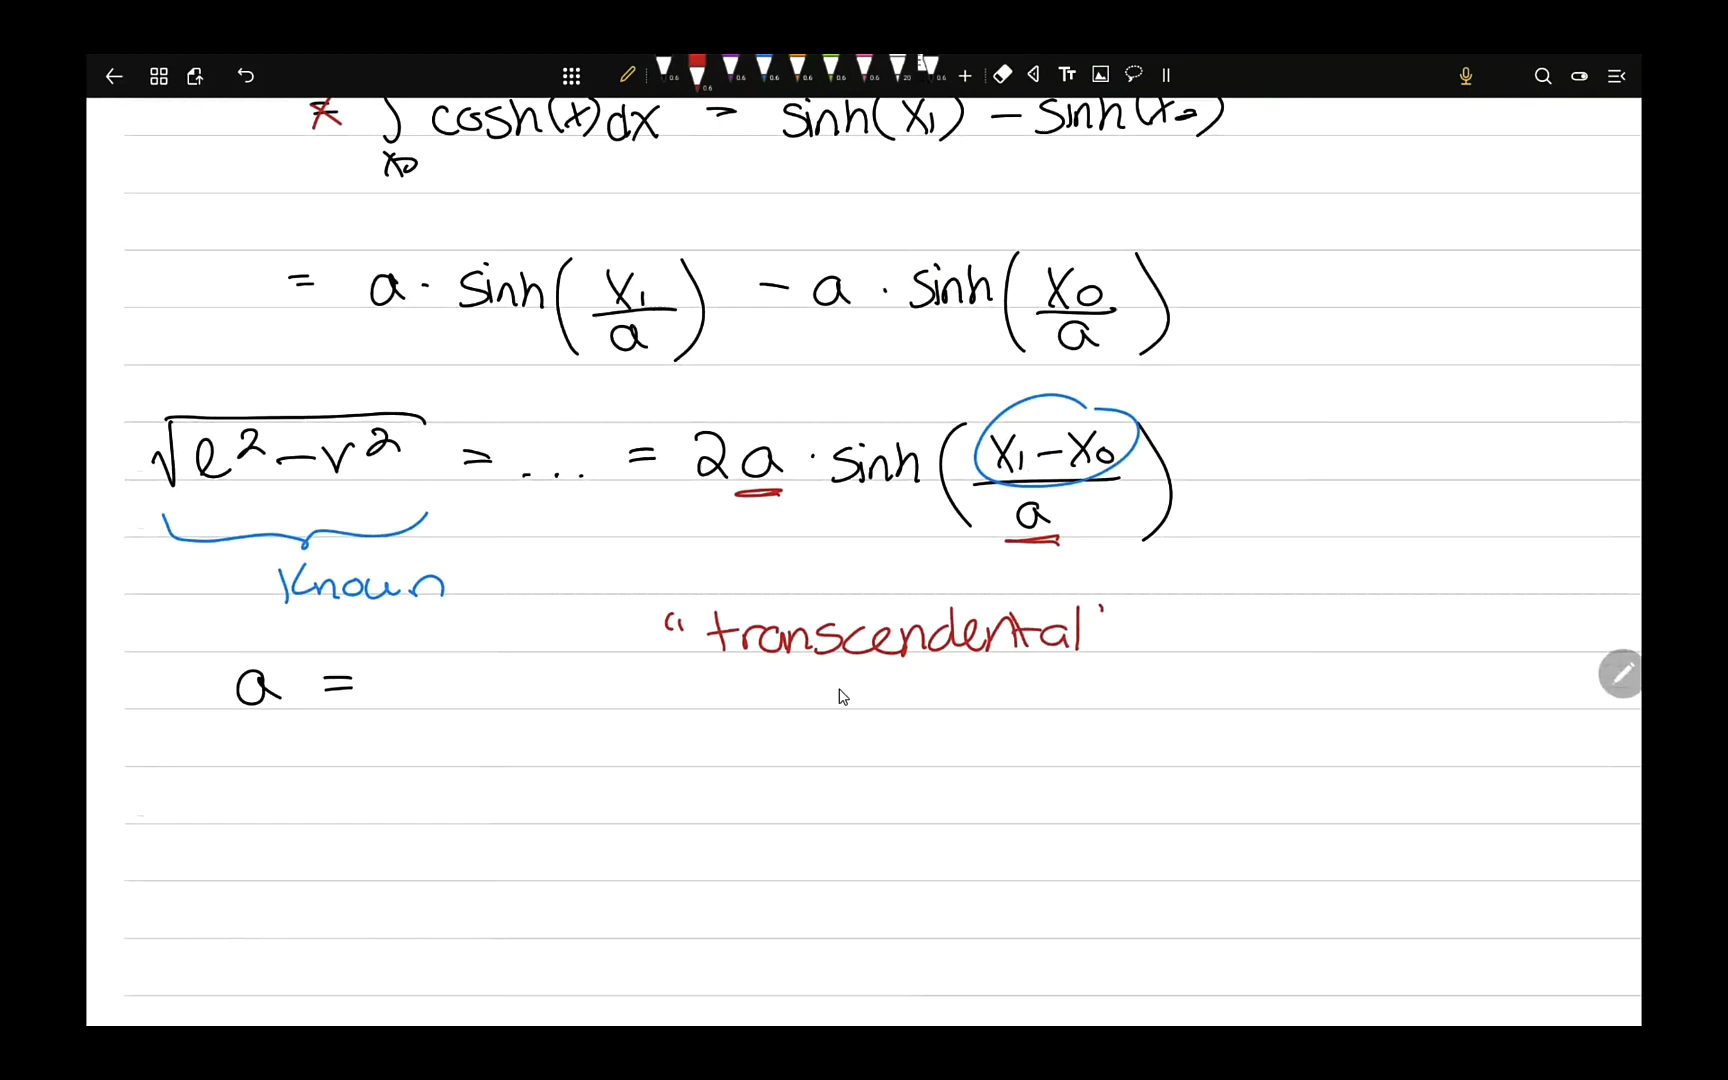 = ∫ cosh(x)dx = sinh(x₁) − sinh(x₀)
x₀
= a · sinh(x₁/a) − a · sinh(x₀/a)
√(l² − v²) = ... = 2a · sinh((x₁ − x₀)/a)
Known
"transcendental"
a =